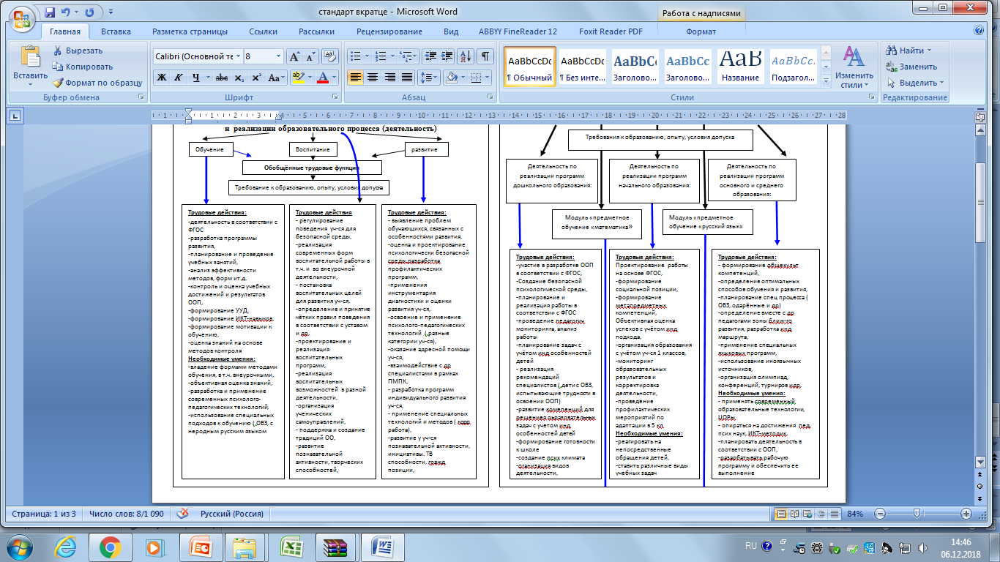 стандарт вкратце - Microsoft Word
Работа с надписями
Главная
Вставка
Разметка страницы
Ссылки
Рассылки
Рецензирование
Вид
ABBYY FineReader 12
Foxit Reader PDF
Формат
Вставить
Вырезать
Копировать
Формат по образцу
Буфер обмена
Calibri (Основной те
8
Шрифт
Абзац
AaBbCcDc
¶ Обычный
AaBbCcDc
¶ Без инте...
AaBbC
Заголово...
AaBbCc
Заголово...
AaB
Название
AaBbCc.
Подзагол...
Изменить
стили
Стили
Найти
Заменить
Выделить
Редактирование
и реализации образовательного процесса (деятельность)
Обучение
Воспитание
развитие
Обобщённые трудовые функции
Требование к образованию, опыту, условия допуска
Трудовые действия:
-деятельность в соответствии с
ФГОС
-разработка программы
развития,
-планирование и проведение
учебных занятий,
-анализ эффективности
методов, форм ит.д.
-контроль и оценка учебных
достижений и результатов
ООП,
-формирование УУД,
-формирование ИКТ-навыков,
-формирование мотивации к
обучению,
-оценка знаний на основе
методов контроля
Необходимые умения:
-владение формами методами
обучения, в т.ч. внеурочными,
-объективная оценка знаний,
-разработка и применение
современных психолого-
педагогических технологий,
-использование специальных
подходов к обучению (,ОВЗ, с
неродным русским языком
Трудовые действия
- регулирование
поведения уч-ся для
безопасной среды,
-реализация
современных форм
воспитательной работы в
т.ч. и во внеурочной
деятельности,
- постановка
воспитательных целей
для развития уч-ся,
-определение и принятие
чётких правил поведения
в соответствии с уставом
и др.
-проектирование и
реализация
воспитательных
программ,
-реализация
воспитательных
возможностей в разной
деятельности,
-организация
ученических
самоуправлений,
- поддержка и создание
традиций ОО,
-развитие
познавательной
активности, творческих
способностей,
Трудовые действия:
- выявление проблем
обучающихся, связанных с
особенностями развития,
-оценка и проектирование
психологически безопасной
среды,разработка
профилактических
программ,
-применения
инструментария
диагностики и оценки
развития уч-ся,
-освоение и применение
психолого-педагогических
технологий (,разные
категории уч-ся),
-оказание адресной помощи
уч-ся,
-взаимодействие с др
специалистами в рамках
ПМПК,
- разработка программ
индивидуального развития
уч-ся,
- применение специальных
технологий и методов ( корр.
работа),
-развитие у уч-ся
познавательной активности,
инициативы. ТВ
способности, гражд.
позиции,
Требования к образованию, опыту, условия допуска
Деятельность по
реализации программ
дошкольного образования:
Деятельность по
реализации программ
начального образования:
Деятельность по
реализации программ
основного и среднего
образования:
Модуль «предметное
обучение «математика»
Модуль «предметное
обучение «русский язык»
Трудовые действия:
-участие в разработке ООП
в соответствии с ФГОС,
-Создание безопасной
психологической среды,
-планирование и
реализация работы в
соответствии с ФГОС
-проведение педагогич
мониторинга, анализ
работы
-планирование задач с
учётом инд.особенностей
детей
- реализация
рекомендаций
специалистов (,дети с ОВЗ,
испытывающие трудности в
освоении ООП)
-развитие компенций для
решениея оьразовательных
задач с учетом инд.
особенностей детей
-формирование готовности
к школе
-создание псих климата
-организация видов
деятельности,
Трудовые действия:
Проектирование работы
на основе ФГОС,
-формирование
социальной позиции,
-формирование
метапредметных
компетенций,
Объективная оценка
успехов с учётом инд.
подхода,
-организация образования
с учётом уч-ся 1 классов,
-мониторинг
образовательных
результатов и
корректировка
деятельности,
-проведение
профилактических
мероприятий по
адаптации в 5 кл.
Необходимые умения:
-реагировать на
непосредственные
обращения детей,
-ставить различные виды
учебных задач
Трудовые действия:
- формирование общекульт
компетенций,
-определение оптимальных
способов обучения и развития,
-планирование спец процесса (
ОВЗ, одарённые и др)
-определение вместе с др
педагогами зоны ближ-го
развития, разработка инд.
маршрута,
-применение специальных
языковых программ,
-использование иноязычных
источников,
-организация олимпиад,
конференций, турниров идр.
Необходимые умения:
- применять современный,
образовательные технологии,
ЦОРы
- опираться на достижения пед.
псих наук, ИКТ-методик,
-планировать деятельность в
соответствии с ООП,
-разарбатывать рабочую
программу и обеспечить ее
выполнение
Страница: 1 из 3
Число слов: 8/1 090
Русский (Россия)
84%
RU
14:46
06.12.2018